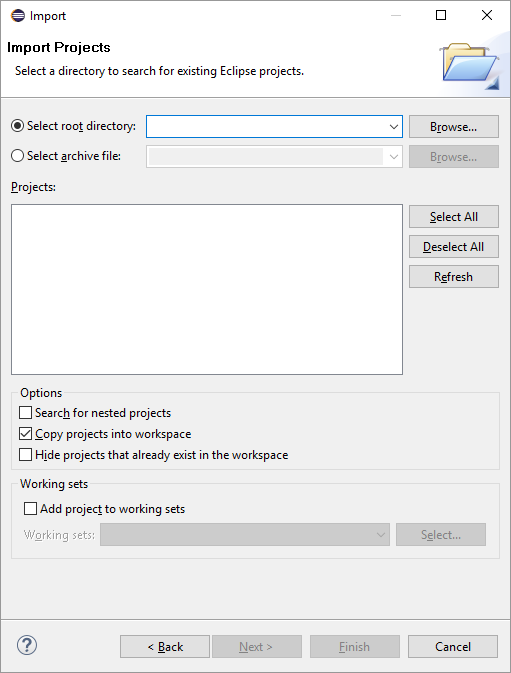 Import
Import Projects
Select a directory to search for existing Eclipse projects.
Select root directory:
Browse...
Select archive file:
Browse...
Projects:
Select All
Deselect All
Refresh
Options
Search for nested projects
Copy projects into workspace
Hide projects that already exist in the workspace
Working sets
Add project to working sets
Working sets:
Select...
?
< Back
Next >
Finish
Cancel